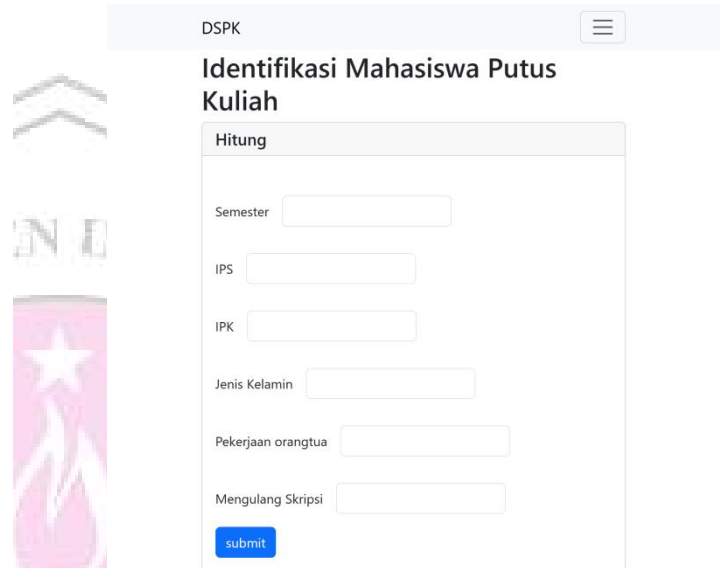 DSPK
Identifikasi Mahasiswa Putus
Kuliah
Hitung
Semester
IPS
IPK
Jenis Kelamin
Pekerjaan orangtua
Mengulang Skripsi
submit